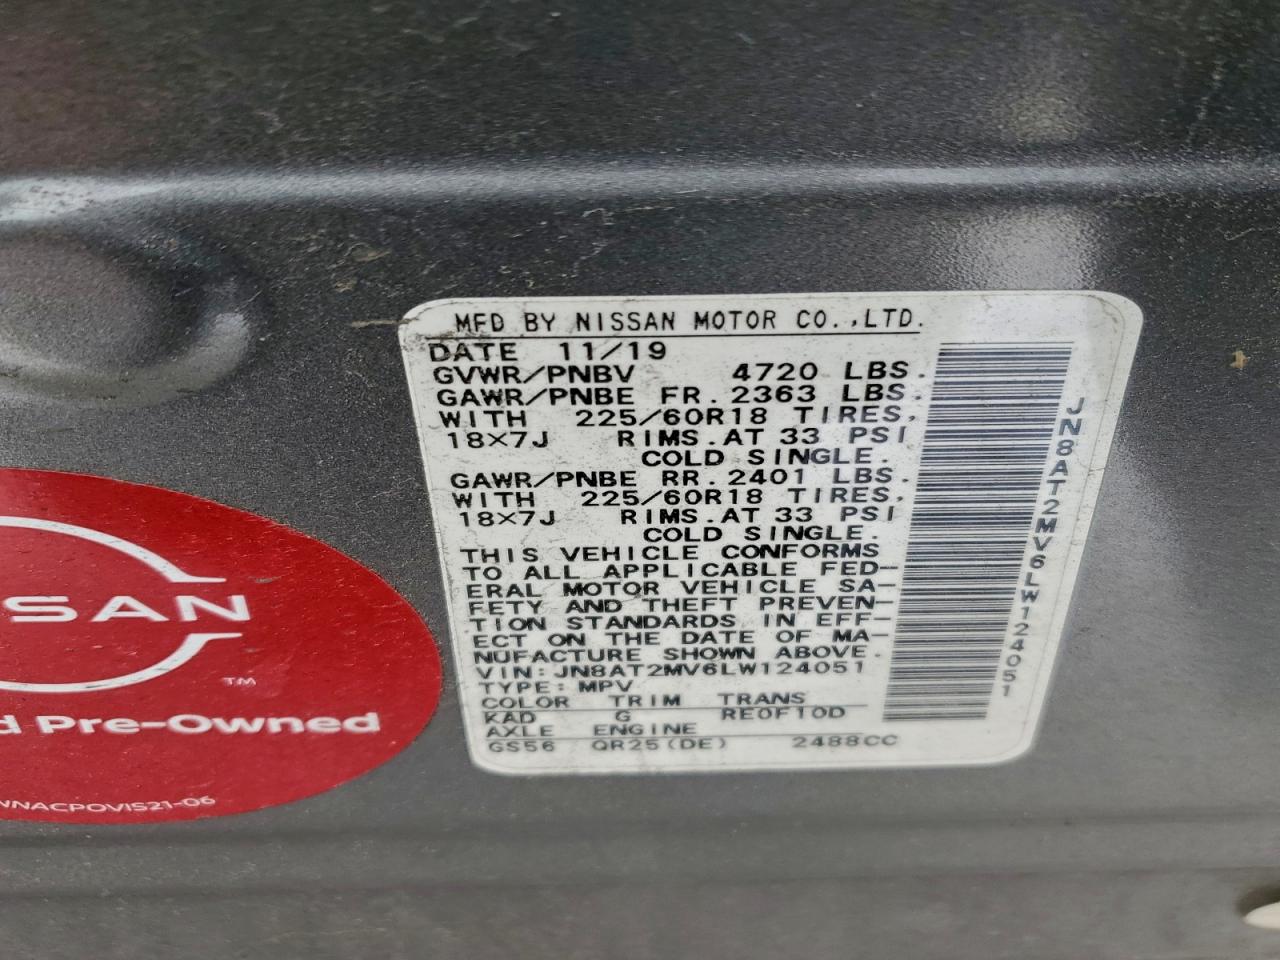 MFD BY NISSAN MOTOR CO.,LTD.
DATE 11/19
GVWR/PNBV 4720 LBS.
GAWR/PNBE FR. 2363 LBS.
WITH 225/60R18 TIRES,
18×7J RIMS.AT 33 PSI
COLD SINGLE.
GAWR/PNBE RR. 2401 LBS.
WITH 225/60R18 TIRES,
18×7J RIMS.AT 33 PSI
COLD SINGLE.
THIS VEHICLE CONFORMS
TO ALL APPLICABLE FED-
ERAL MOTOR VEHICLE SA-
FETY AND THEFT PREVEN-
TION STANDARDS IN EFF-
ECT ON THE DATE OF MA-
NUFACTURE SHOWN ABOVE.
VIN:JN8AT2MV6LW124051
TYPE:MPV
COLOR TRIM TRANS
KAD G RE0F10D
AXLE ENGINE
GS56 QR25(DE) 2488CC
JN8AT2MV6LW124051
SSAN
TM
d Pre-Owned
WNACPOVIS21-06